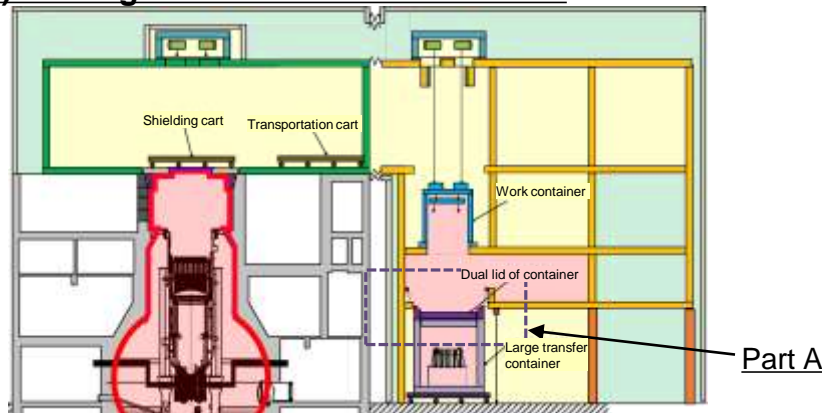 Shielding cart
Transportation cart
Work container
Dual lid of container
Large transfer
container
Part A